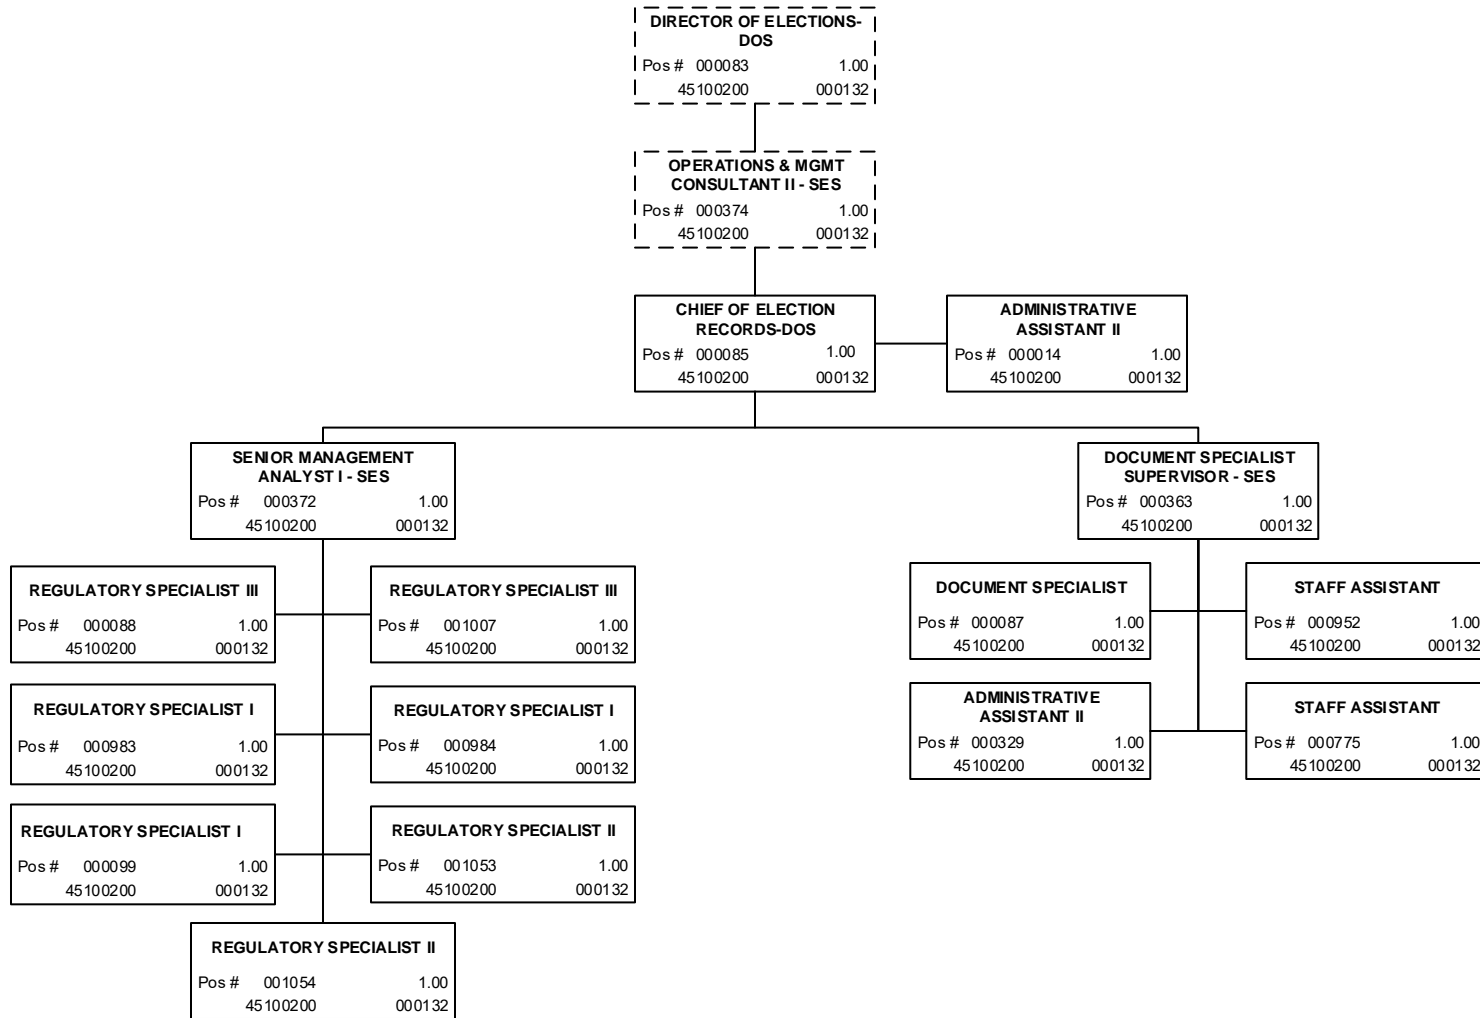 DIRECTOR OF ELECTIONS-
DOS
Pos # 000083 1.00
45100200 000132
OPERATIONS & MGMT
CONSULTANT II - SES
Pos # 000374 1.00
45100200 000132
CHIEF OF ELECTION
RECORDS-DOS
Pos # 000085 1.00
45100200 000132
ADMINISTRATIVE
ASSISTANT II
Pos # 000014 1.00
45100200 000132
SENIOR MANAGEMENT
ANALYST I - SES
Pos # 000372 1.00
45100200 000132
DOCUMENT SPECIALIST
SUPERVISOR - SES
Pos # 000363 1.00
45100200 000132
REGULATORY SPECIALIST III
Pos # 000088 1.00
45100200 000132
REGULATORY SPECIALIST III
Pos # 001007 1.00
45100200 000132
DOCUMENT SPECIALIST
Pos # 000087 1.00
45100200 000132
STAFF ASSISTANT
Pos # 000952 1.00
45100200 000132
REGULATORY SPECIALIST I
Pos # 000983 1.00
45100200 000132
REGULATORY SPECIALIST I
Pos # 000984 1.00
45100200 000132
ADMINISTRATIVE
ASSISTANT II
Pos # 000329 1.00
45100200 000132
STAFF ASSISTANT
Pos # 000775 1.00
45100200 000132
REGULATORY SPECIALIST I
Pos # 000099 1.00
45100200 000132
REGULATORY SPECIALIST II
Pos # 001053 1.00
45100200 000132
REGULATORY SPECIALIST II
Pos # 001054 1.00
45100200 000132